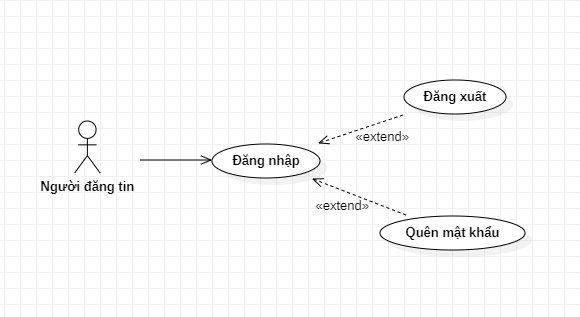 Đăng xuất
«extend»
Đăng nhập
Người đăng tin
«extend»
Quên mật khẩu